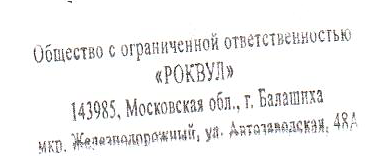 Общество с ограниченной ответственностью
«РОКВУЛ»
143985, Московская обл., г. Балашиха
мкр. Железнодорожный, ул. Автозаводская, 48А